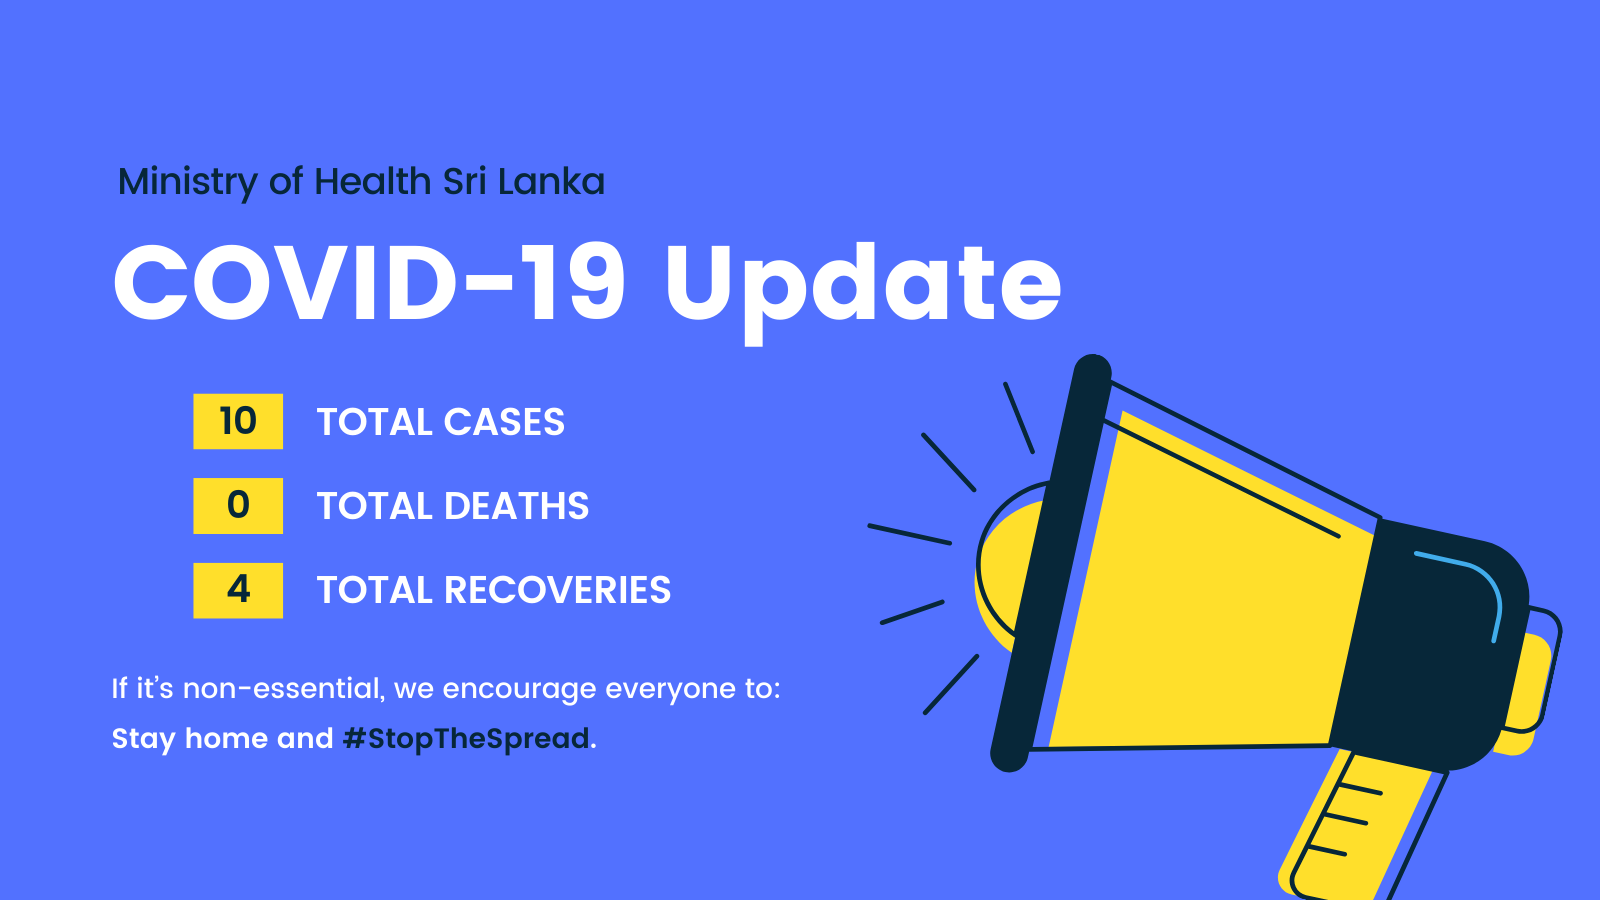 Ministry of Health Sri Lanka
COVID-19 Update
10 TOTAL CASES
0 TOTAL DEATHS
4 TOTAL RECOVERIES
If it's non-essential, we encourage everyone to:
Stay home and #StopTheSpread.